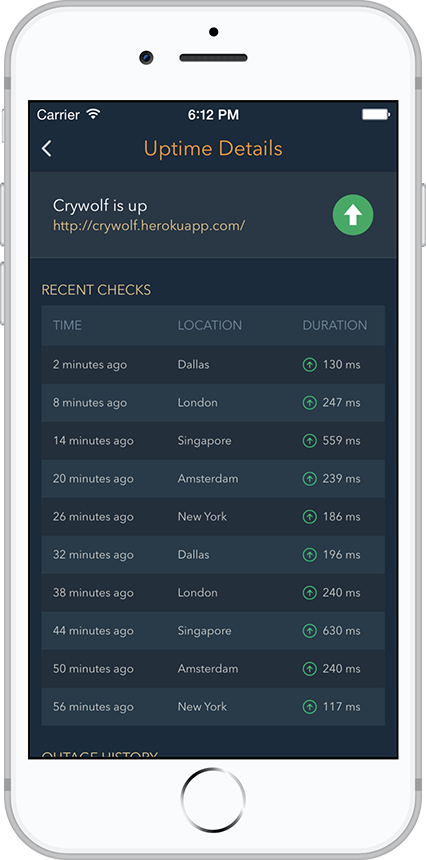 Carrier 6:12 PM
Uptime Details
Crywolf is up
http://crywolf.herokuapp.com/
RECENT CHECKS
TIME LOCATION DURATION
2 minutes ago Dallas 130 ms
8 minutes ago London 247 ms
14 minutes ago Singapore 559 ms
20 minutes ago Amsterdam 239 ms
26 minutes ago New York 186 ms
32 minutes ago Dallas 196 ms
38 minutes ago London 240 ms
44 minutes ago Singapore 630 ms
50 minutes ago Amsterdam 240 ms
56 minutes ago New York 117 ms
OUTAGE HISTORY